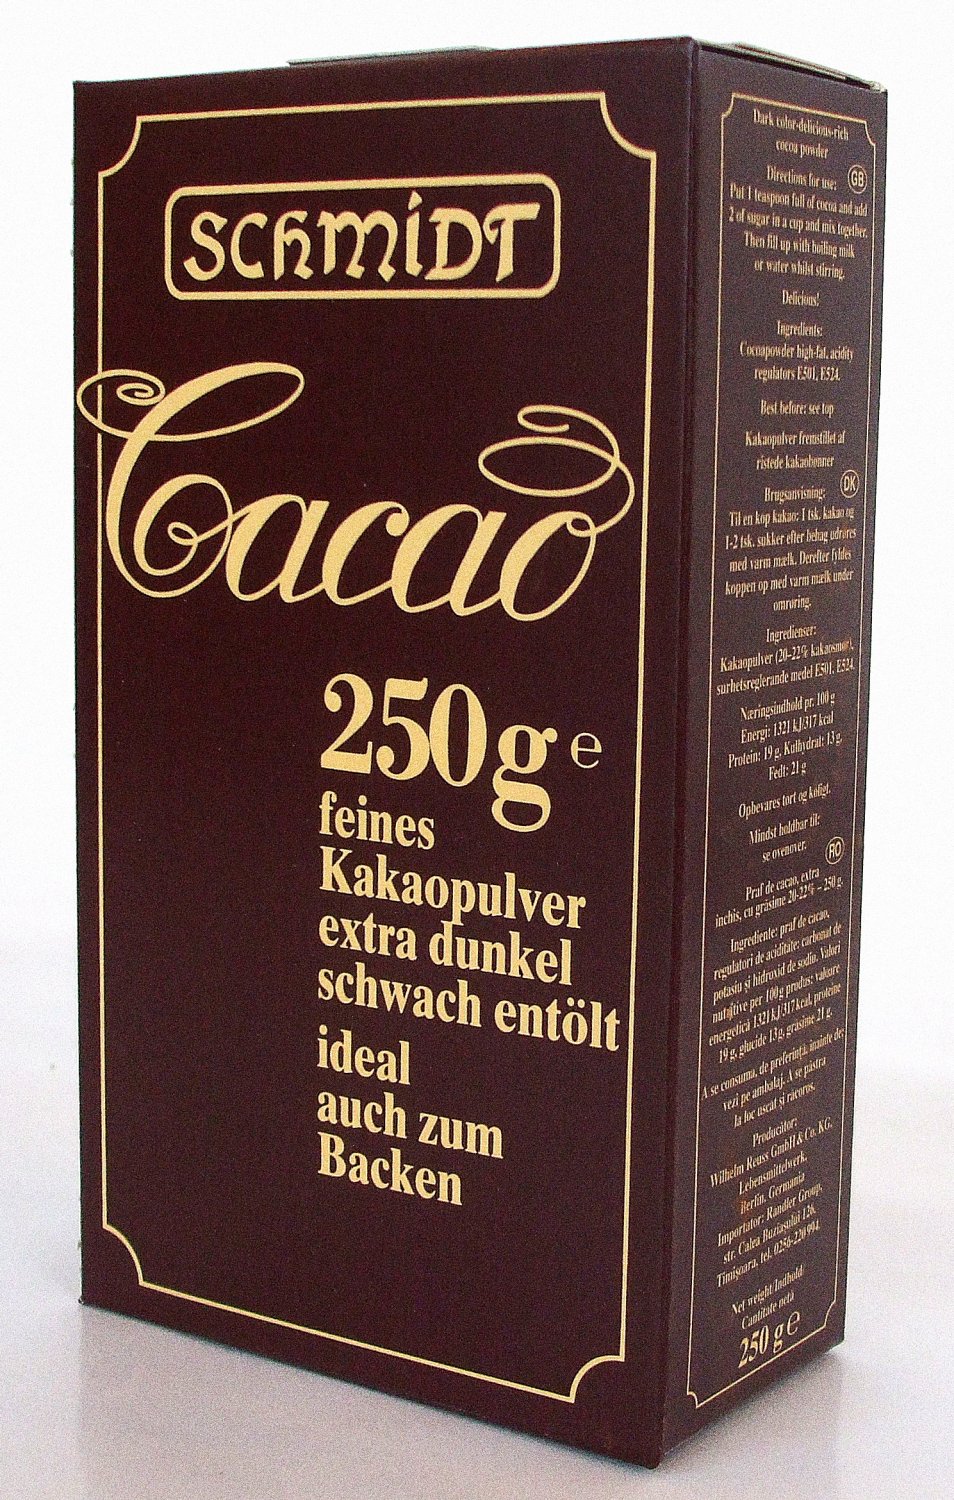 SCHMIDT
Cacao
250 g e
feines
Kakaopulver
extra dunkel
schwach entölt
ideal
auch zum
Backen
Dark color-delicious-rich
cocoa powder
GB
Directions for use:
Put 1 teaspoon full of cocoa and add
2 of sugar in a cup and mix together.
Then fill up with boiling milk
or water whilst stirring.
Delicious!
Ingredients:
Cocoapowder high-fat, acidity
regulators E501, E524.
Best before: see top
Kakaopulver fremstillet af
ristede kakaobønner
DK
Brugsanvisning:
Til en kop kakao: 1 tsk. kakao og
1-2 tsk. sukker efter behag udrøres
med varm mælk. Derefter fyldes
koppen op med varm mælk under
omrøring.
Ingredienser:
Kakaopulver (20–22% kakaosmør),
surhetsreglerande medel E501, E524.
Næringsindhold pr. 100 g
Energi: 1321 kJ/317 kcal
Protein: 19 g, Kulhydrat: 13 g,
Fedt: 21 g
Opbevares tørt og køligt.
Mindst holdbar til:
se ovenover.
RO
Praf de cacao, extra
inchis, cu grăsime 20-22% – 250 g.
Ingrediente: praf de cacao,
regulatori de aciditate: carbonat de
potasiu și hidroxid de sodiu. Valori
nutritive per 100 g produs: valoare
energetică 1321 kJ/317 kcal, proteine
19 g, glucide 13 g, grăsime 21 g.
A se consuma, de preferință, înainte de:
vezi pe ambalaj. A se păstra
la loc uscat și răcoros.
Producător:
Wilhelm Reuss GmbH & Co. KG.
Lebensmittelwerk,
Berlin, Germania
Importator: Randler Group,
str. Calea Buziașului 126,
Timișoara, tel. 0256-220 994.
Net weight/Indhold
Cantitate netă
250 g e